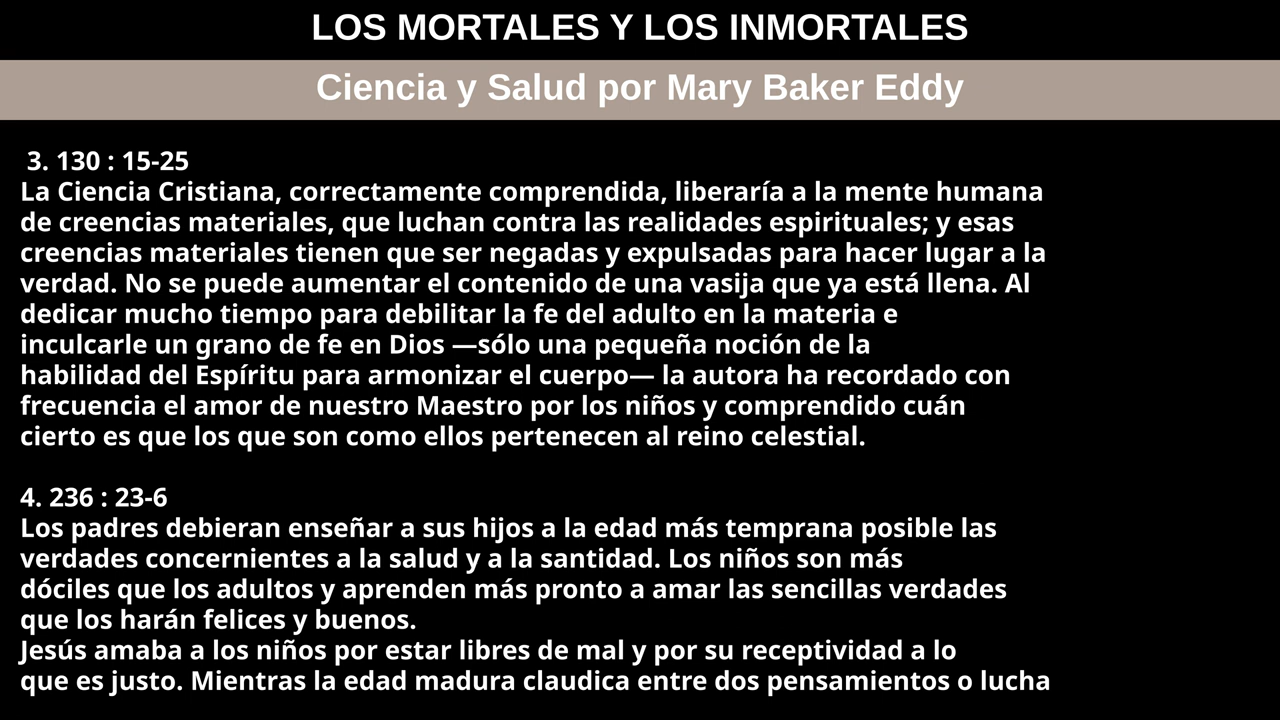 LOS MORTALES Y LOS INMORTALES
Ciencia y Salud por Mary Baker Eddy
3. 130 : 15-25
La Ciencia Cristiana, correctamente comprendida, liberaría a la mente humana
de creencias materiales, que luchan contra las realidades espirituales; y esas
creencias materiales tienen que ser negadas y expulsadas para hacer lugar a la
verdad. No se puede aumentar el contenido de una vasija que ya está llena. Al
dedicar mucho tiempo para debilitar la fe del adulto en la materia e
inculcarle un grano de fe en Dios —sólo una pequeña noción de la
habilidad del Espíritu para armonizar el cuerpo— la autora ha recordado con
frecuencia el amor de nuestro Maestro por los niños y comprendido cuán
cierto es que los que son como ellos pertenecen al reino celestial.
4. 236 : 23-6
Los padres debieran enseñar a sus hijos a la edad más temprana posible las
verdades concernientes a la salud y a la santidad. Los niños son más
dóciles que los adultos y aprenden más pronto a amar las sencillas verdades
que los harán felices y buenos.
Jesús amaba a los niños por estar libres de mal y por su receptividad a lo
que es justo. Mientras la edad madura claudica entre dos pensamientos o lucha